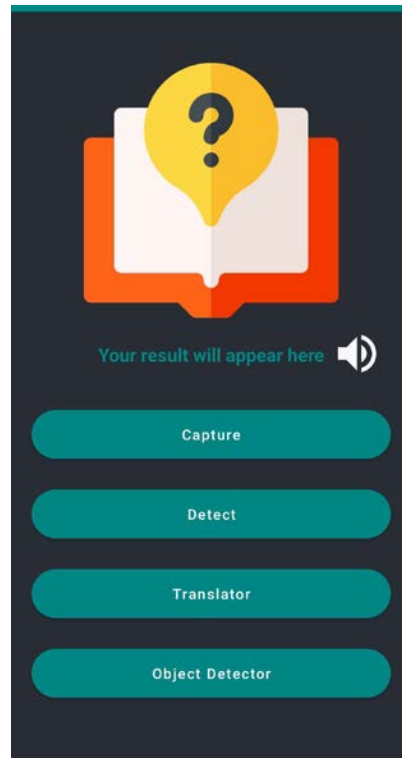 ?
Your result will appear here
Capture
Detect
Translator
Object Detector